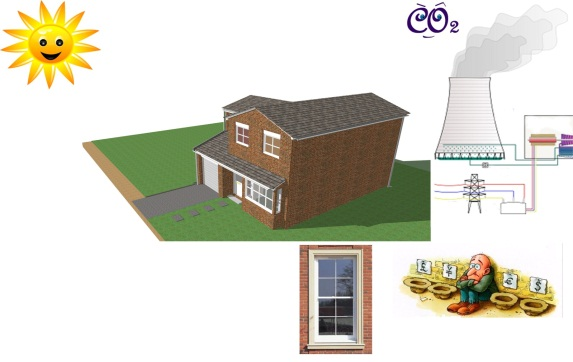 CO₂
£ € $